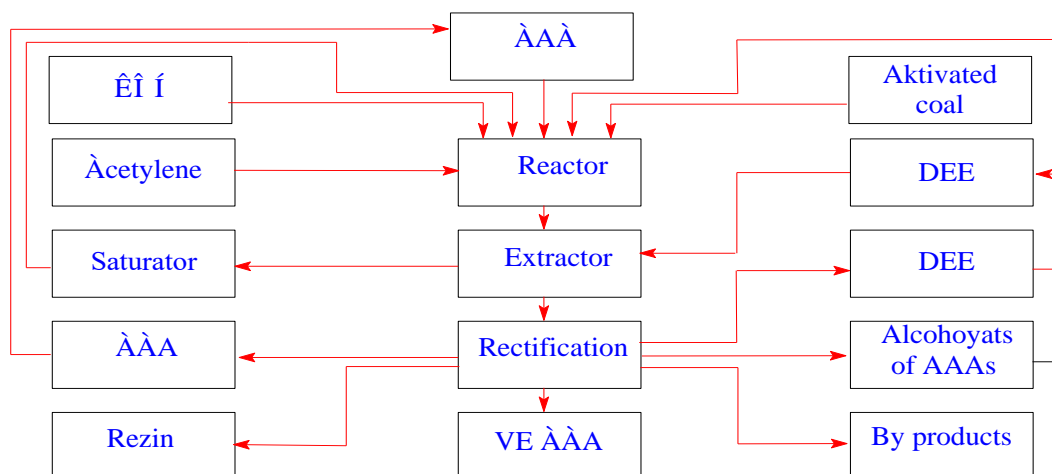 ÀAÀ
ÊÎ Í
Aktivated
coal
Àcetylene
Reactor
DEE
Saturator
Extractor
DEE
ÀÀA
Rectification
Alcohoyats
of AAAs
Rezin
VE ÀÀA
By products